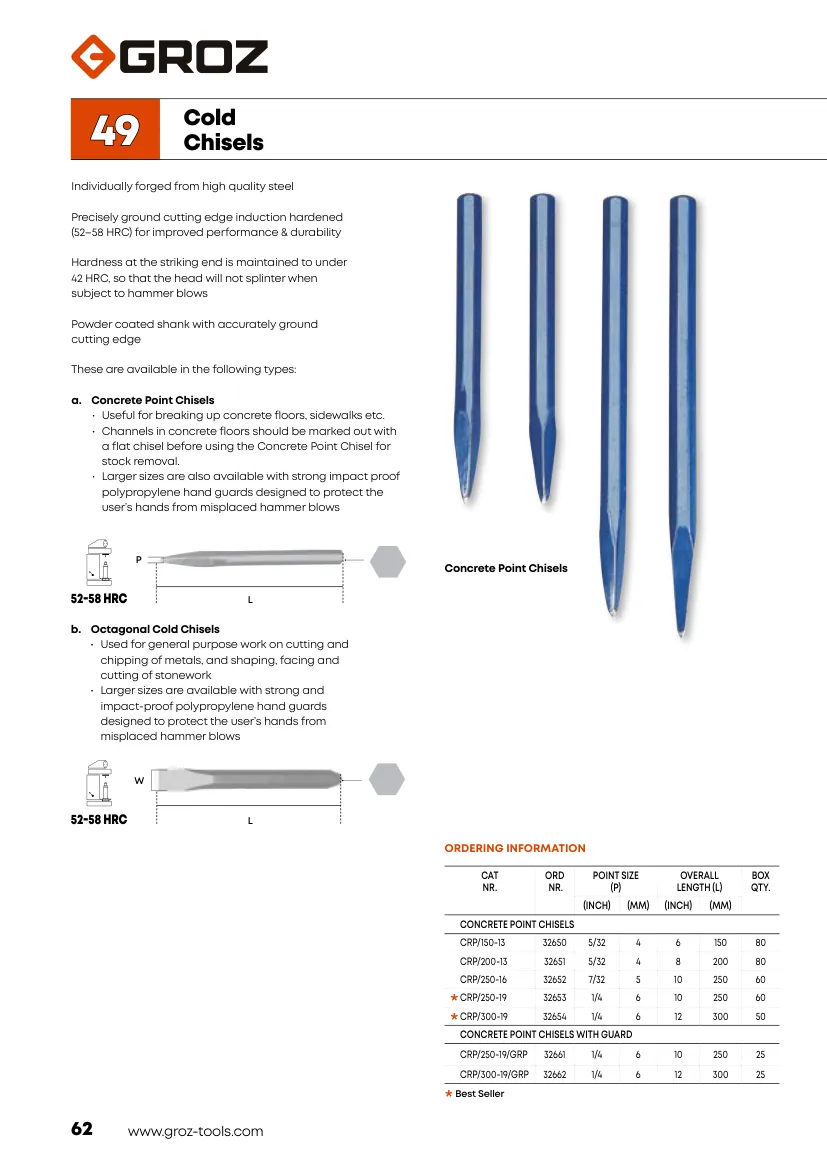 GROZ
49
Cold
Chisels
Individually forged from high quality steel
Precisely ground cutting edge induction hardened
(52–58 HRC) for improved performance & durability
Hardness at the striking end is maintained to under
42 HRC, so that the head will not splinter when
subject to hammer blows
Powder coated shank with accurately ground
cutting edge
These are available in the following types:
a. Concrete Point Chisels
· Useful for breaking up concrete floors, sidewalks etc.
· Channels in concrete floors should be marked out with
a flat chisel before using the Concrete Point Chisel for
stock removal.
· Larger sizes are also available with strong impact proof
polypropylene hand guards designed to protect the
user's hands from misplaced hammer blows
P
52-58 HRC
L
b. Octagonal Cold Chisels
· Used for general purpose work on cutting and
chipping of metals, and shaping, facing and
cutting of stonework
· Larger sizes are available with strong and
impact-proof polypropylene hand guards
designed to protect the user's hands from
misplaced hammer blows
W
52-58 HRC
L
Concrete Point Chisels
ORDERING INFORMATION
CAT ORD POINT SIZE OVERALL BOX
NR. NR. (P) LENGTH (L) QTY.
(INCH) (MM) (INCH) (MM)
CONCRETE POINT CHISELS
CRP/150-13 32650 5/32 4 6 150 80
CRP/200-13 32651 5/32 4 8 200 80
CRP/250-16 32652 7/32 5 10 250 60
* CRP/250-19 32653 1/4 6 10 250 60
* CRP/300-19 32654 1/4 6 12 300 50
CONCRETE POINT CHISELS WITH GUARD
CRP/250-19/GRP 32661 1/4 6 10 250 25
CRP/300-19/GRP 32662 1/4 6 12 300 25
* Best Seller
62 www.groz-tools.com